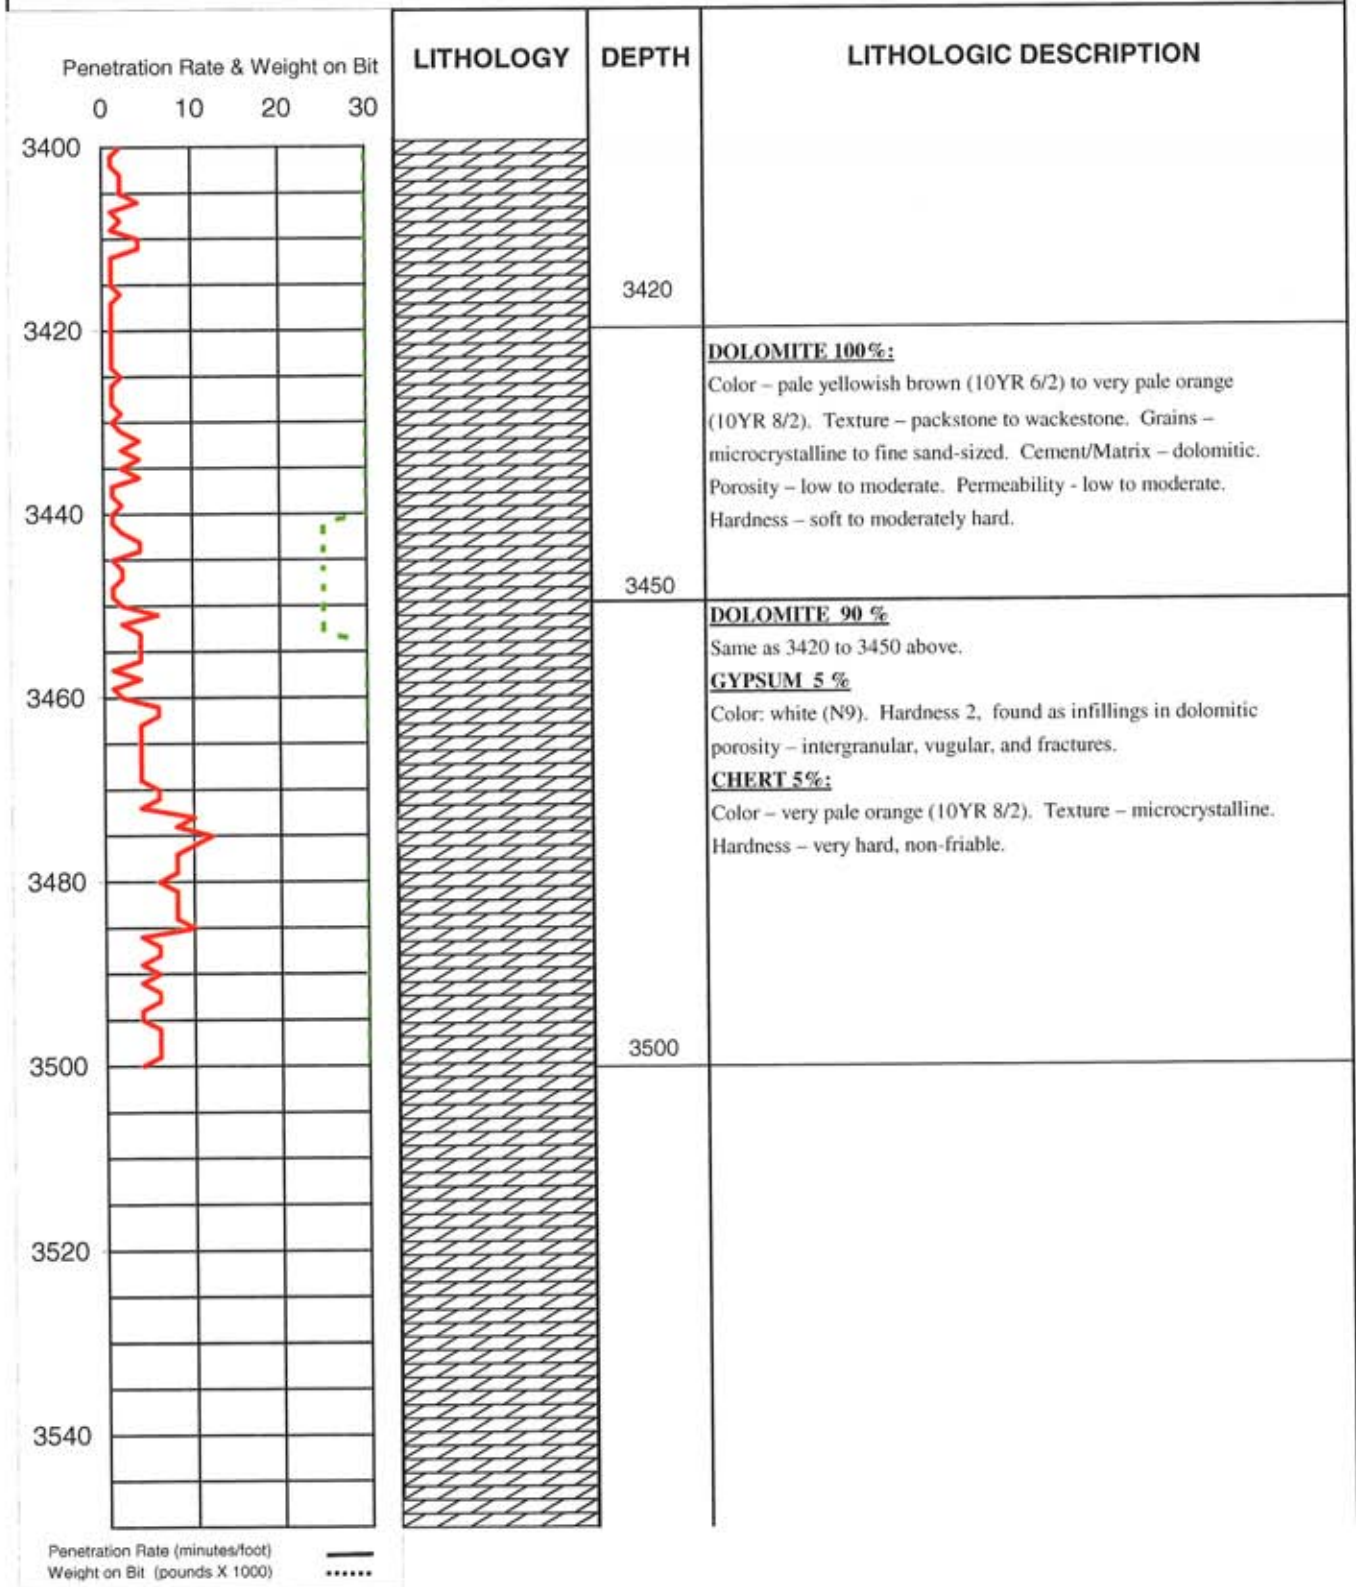 Penetration Rate & Weight on Bit
0 10 20 30
LITHOLOGY
DEPTH
LITHOLOGIC DESCRIPTION
3400
3420
3440
3460
3480
3500
3520
3540
3420
3450
3500
DOLOMITE 100%:
Color – pale yellowish brown (10YR 6/2) to very pale orange
(10YR 8/2). Texture – packstone to wackestone. Grains –
microcrystalline to fine sand-sized. Cement/Matrix – dolomitic.
Porosity – low to moderate. Permeability - low to moderate.
Hardness – soft to moderately hard.
DOLOMITE 90 %
Same as 3420 to 3450 above.
GYPSUM 5 %
Color: white (N9). Hardness 2, found as infillings in dolomitic
porosity – intergranular, vugular, and fractures.
CHERT 5%:
Color – very pale orange (10YR 8/2). Texture – microcrystalline.
Hardness – very hard, non-friable.
Penetration Rate (minutes/foot)
Weight on Bit (pounds X 1000)